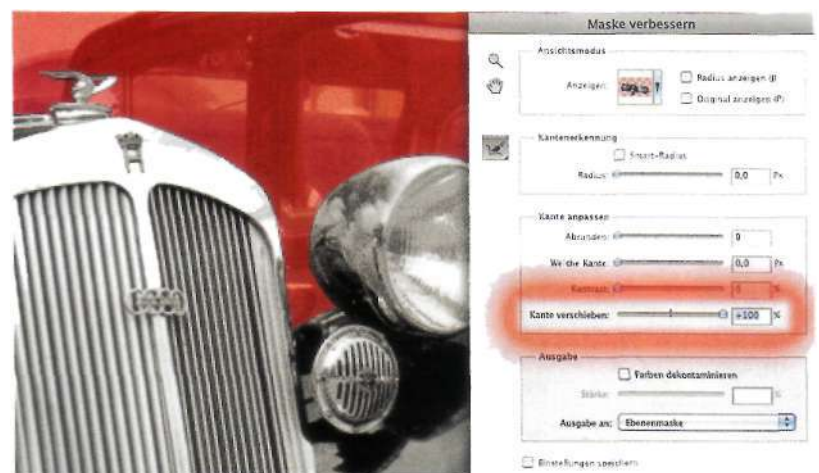 Maske verbessern
Ansichtsmodus
Anzeigen:
Radius anzeigen (J)
Original anzeigen (P)
Kantenerkennung
Smart-Radius
Radius: 0,0 Px
Kante anpassen
Abrunden: 0
Weiche Kante: 0,0 Px
Kontrast: 0 %
Kante verschieben: +100 %
Ausgabe
Farben dekontaminieren
Stärke: %
Ausgabe an: Ebenenmaske
Einstellungen speichern